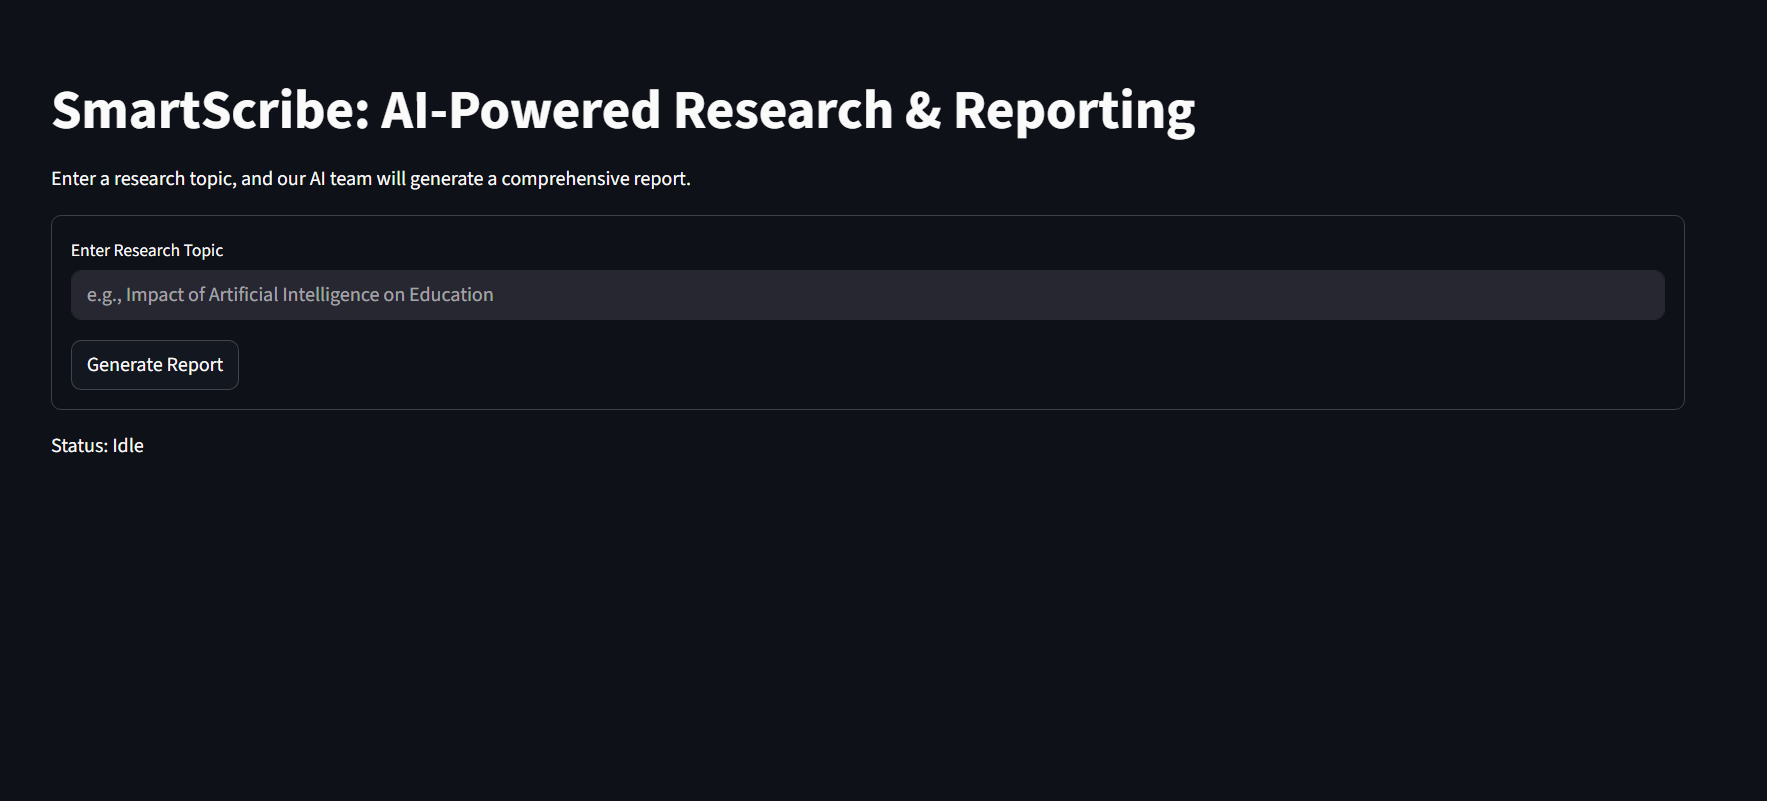 SmartScribe: AI-Powered Research & Reporting
Enter a research topic, and our AI team will generate a comprehensive report.
Enter Research Topic
e.g., Impact of Artificial Intelligence on Education
Generate Report
Status: Idle